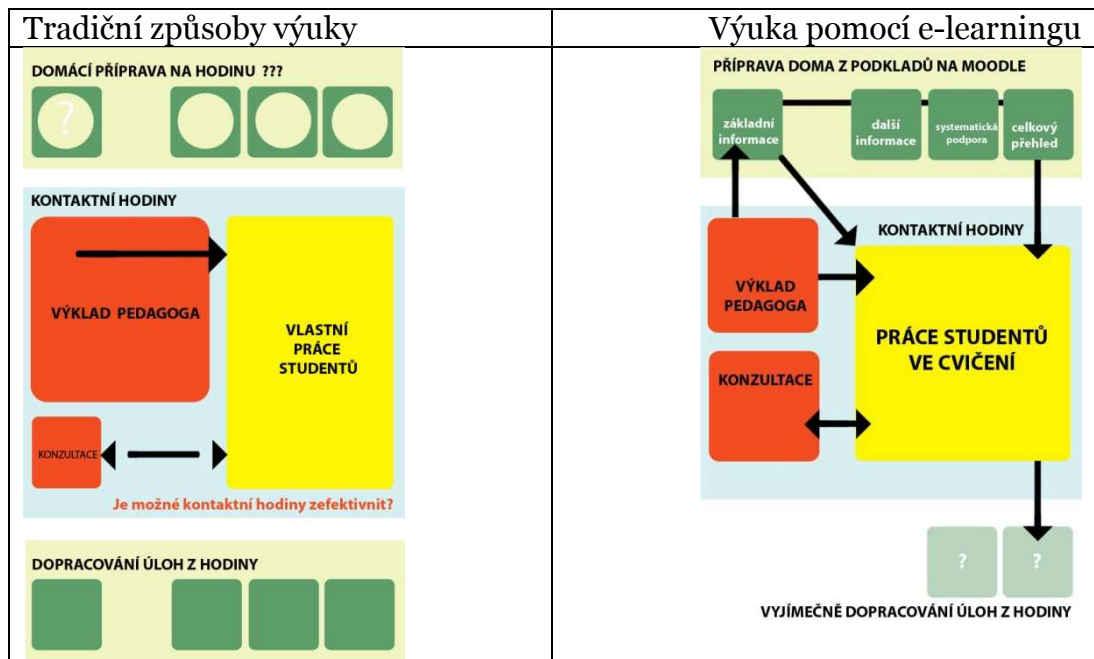 Tradiční způsoby výuky
DOMÁCÍ PŘÍPRAVA NA HODINU ???
?
KONTAKTNÍ HODINY
VÝKLAD PEDAGOGA
VLASTNÍ
PRÁCE
STUDENTŮ
KONZULTACE
Je možné kontaktní hodiny zefektivnit?
DOPRACOVÁNÍ ÚLOH Z HODINY
Výuka pomocí e-learningu
PŘÍPRAVA DOMA Z PODKLADŮ NA MOODLE
základní
informace
další
informace
systematická
podpora
celkový
přehled
KONTAKTNÍ HODINY
VÝKLAD
PEDAGOGA
PRÁCE STUDENTŮ
VE CVIČENÍ
KONZULTACE
?
?
VYJÍMEČNĚ DOPRACOVÁNÍ ÚLOH Z HODINY